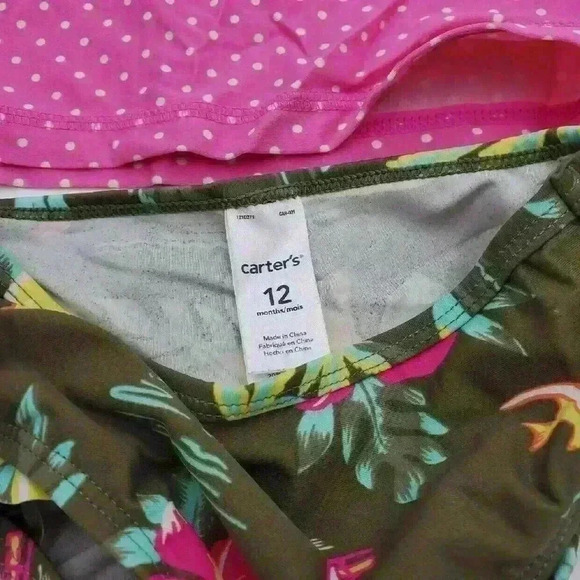 carter's®
12
months/mois
Made in China
Fabriqué en Chine
Hecho en China